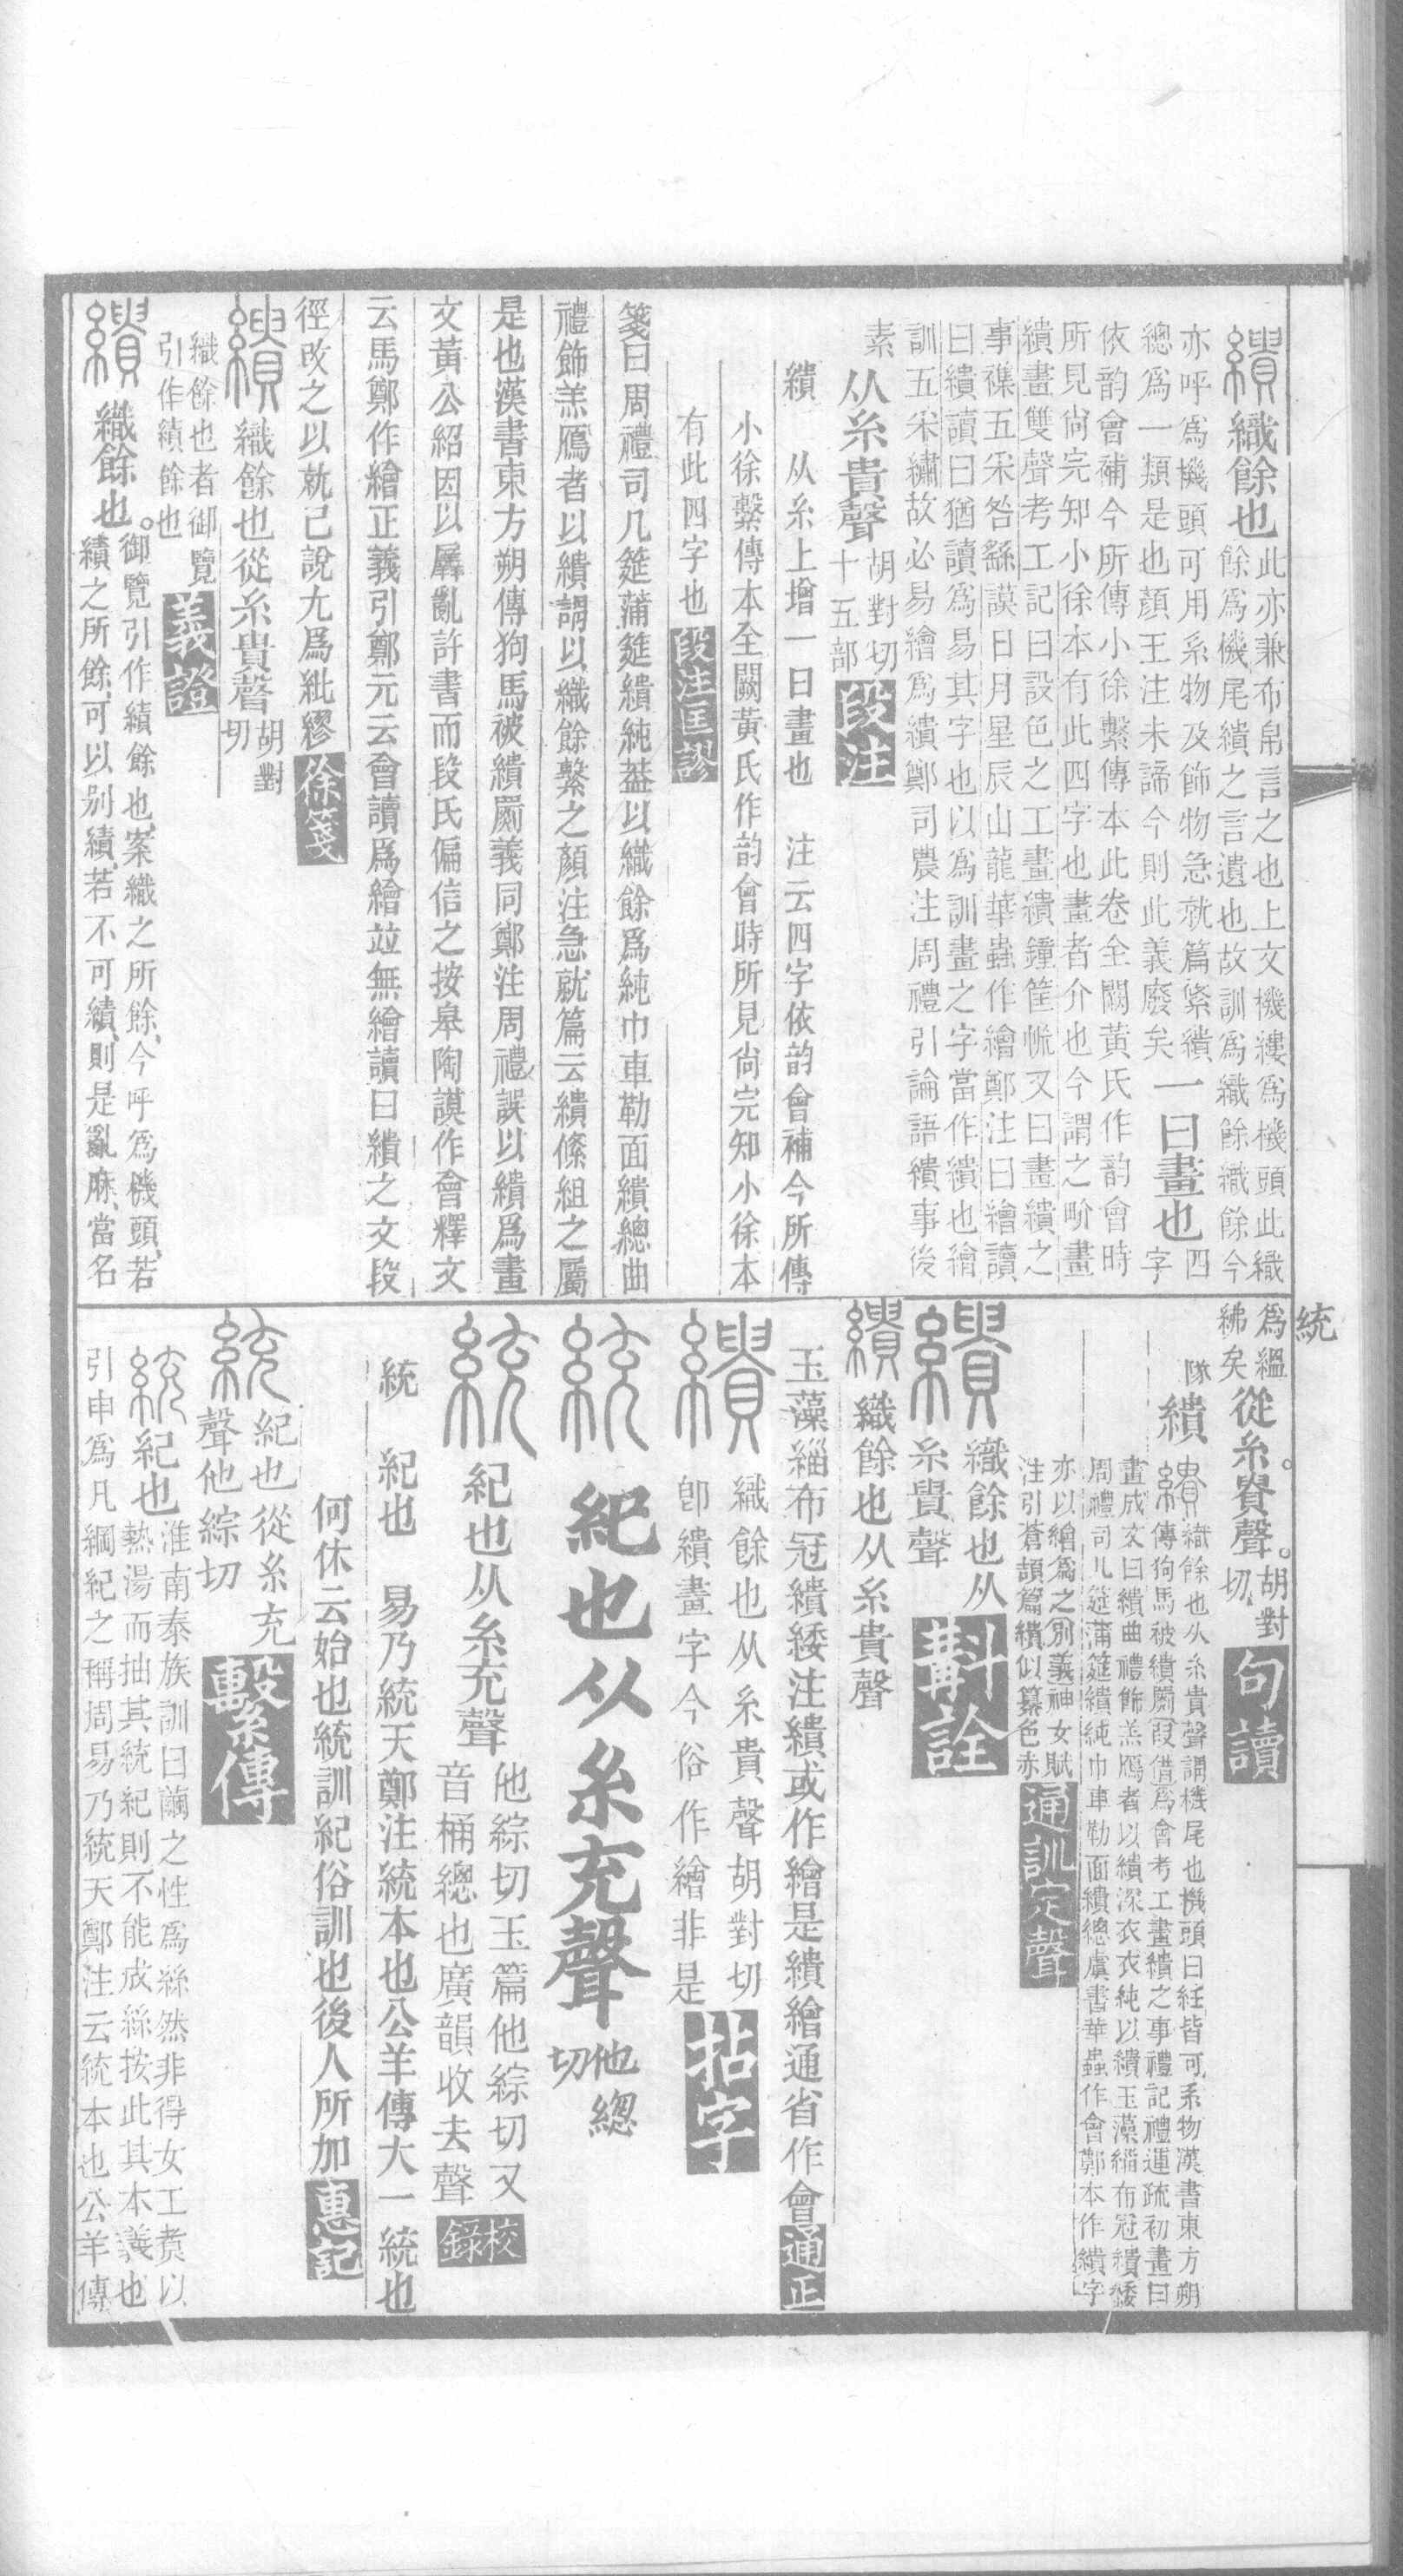 繢織餘也此亦兼布帛言之也上文機縷爲機頭此織
餘爲機尾繢之言遺也故訓爲織餘織餘今
亦呼爲機頭可用系物及飾物急就篇絫繢
總爲一類是也顏王注未諦今則此義廢矣一曰畫也四字
依韵會補今所傳小徐繫傳本此卷全闕黃氏作韵會時
所見尙完知小徐本有此四字也畫者介也今謂之畍畫
繢畫雙聲考工記曰設色之工畫繢鍾筐㡛又曰畫繢之
事襍五采咎繇謨日月星辰山龍華蟲作繪鄭注曰繪讀
曰繢讀曰猶讀爲易其字也以爲訓畫之字當作繢也繪
訓五采繡故必易繪爲繢鄭司農注周禮引論語繢事後
素从糸貴聲胡對切
十五部段注
繢 从糸上增一曰畫也 注云四字依韵會補今所傳
小徐繫傳本全闕黃氏作韵會時所見尙完知小徐本
有此四字也段注匡謬
箋曰周禮司几筵蒲筵繢純葢以織餘爲純巾車勒面繢總曲
禮飾羔鴈者以繢謂以織餘繫之顏注急就篇云繢絛組之屬
是也漢書東方朔傳狗馬被繢罽義同鄭注周禮誤以繢爲畫
文黃公紹因以羼亂許書而段氏偏信之按皋陶謨作會釋文
云馬鄭作繪正義引鄭元云會讀爲繪竝無繪讀曰繢之文段
徑改之以就己說尢爲紕繆徐箋
繢織餘也從糸貴聲胡對
切
織餘也者御覽
引作績餘也義證
繢織餘也。御覽引作績餘也案織之所餘今呼爲機頭若
績之所餘可以別績若不可績則是亂麻當名
統
爲縕
紼矣從糸。貴聲。胡對
切句讀
隊
繢繢織餘也从糸貴聲謂機尾也機頭曰紝皆可系物漢書東方朔
傳狗馬被繢罽叚借爲會考工畫繢之事禮記禮運疏初畫曰
畫成文曰繢曲禮飾羔鴈者以繢深衣衣純以繢玉藻緇布冠繢緌
周禮司几筵蒲筵繢純巾車勒面繢總虞書華蟲作會鄭本作繢字
亦以繪爲之別義神女賦
注引蒼頡篇繢似纂色赤通訓定聲
繢織餘也从
糸貴聲斠詮
繢織餘也从糸貴聲
玉藻緇布冠繢緌注繢或作繪是繢繪通省作會通正
繢織餘也从糸貴聲胡對切
卽繢畫字今俗作繪非是拈字
統紀也从糸充聲他總
切
統紀也从糸充聲他綜切玉篇他綜切又
音桶總也廣韻收去聲校錄
統 紀也 易乃統天鄭注統本也公羊傳大一統也
何休云始也統訓紀俗訓也後人所加惠記
統紀也從糸充
聲他綜切繫傳
統紀也淮南泰族訓曰繭之性爲絲然非得女工煑以
熱湯而抽其統紀則不能成絲按此其本義也
引申爲凡綱紀之稱周易乃統天鄭注云統本也公羊傳